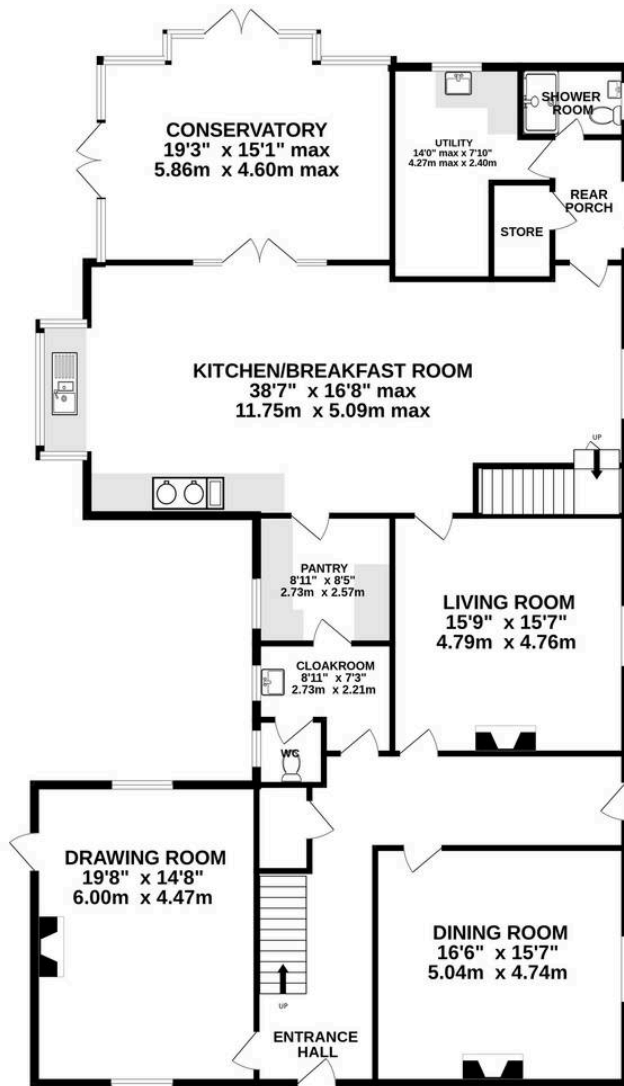 CONSERVATORY
19'3" x 15'1" max
5.86m x 4.60m max
UTILITY
14'0" max x 7'10"
4.27m max x 2.40m
SHOWER
ROOM
REAR
PORCH
STORE
KITCHEN/BREAKFAST ROOM
38'7" x 16'8" max
11.75m x 5.09m max
UP
PANTRY
8'11" x 8'5"
2.73m x 2.57m
LIVING ROOM
15'9" x 15'7"
4.79m x 4.76m
CLOAKROOM
8'11" x 7'3"
2.73m x 2.21m
WC
DRAWING ROOM
19'8" x 14'8"
6.00m x 4.47m
DINING ROOM
16'6" x 15'7"
5.04m x 4.74m
UP
ENTRANCE
HALL